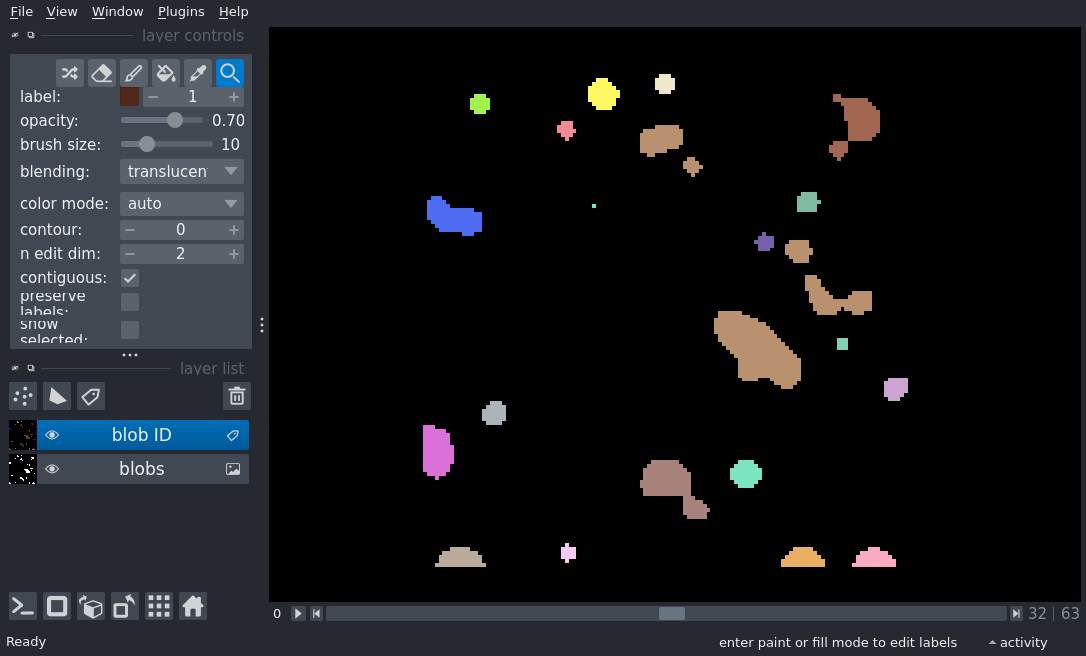 File View Window Plugins Help
layer controls
label: 1
opacity: 0.70
brush size: 10
blending: translucen
color mode: auto
contour: 0
n edit dim: 2
contiguous:
preserve
labels:
show
selected:
layer list
blob ID
blobs
0 32 63
Ready enter paint or fill mode to edit labels activity